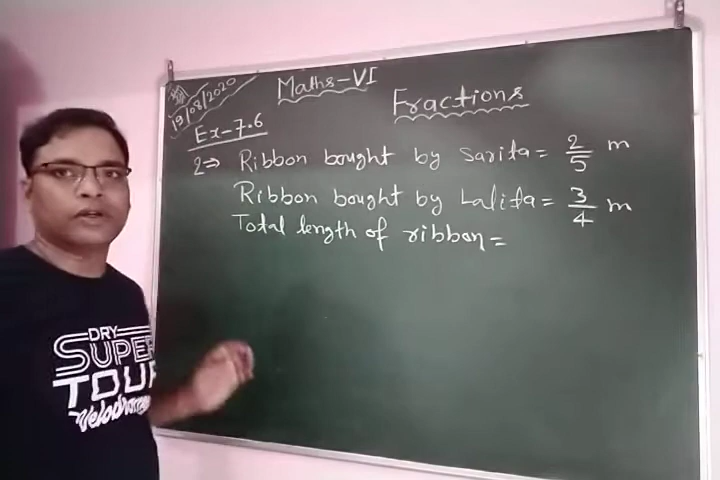 Maths-VI
19/08/2020
Fractions
Ex-7.6
2⇒ Ribbon bought by Sarita = 2/5 m
Ribbon bought by Lalita = 3/4 m
Total length of ribbon =
DRY
SUPER
TOUR
Velodrome